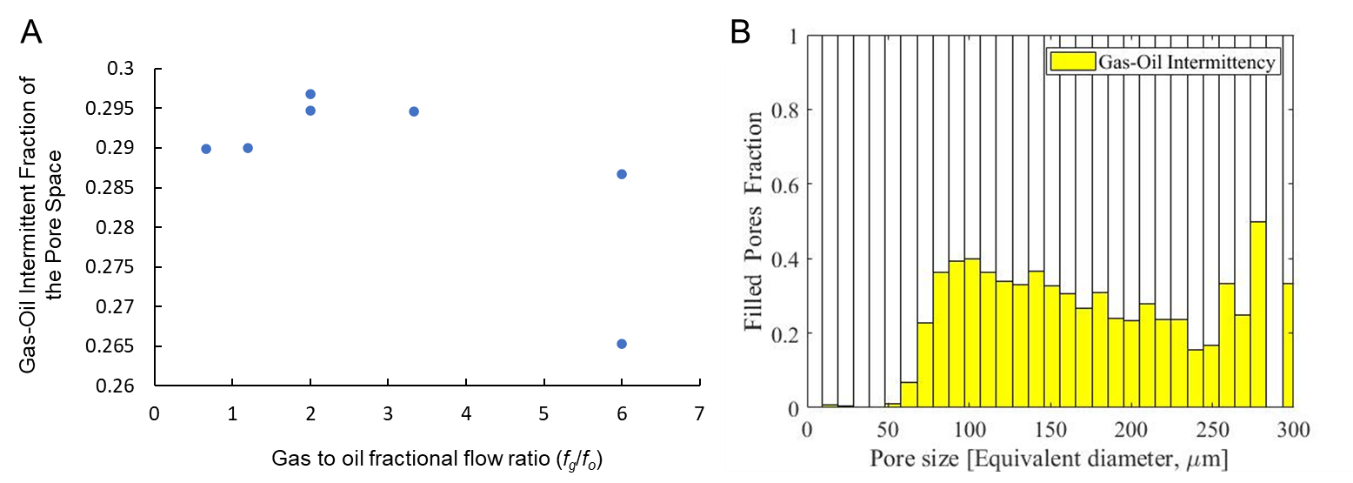 A
Gas-Oil Intermittent Fraction of
the Pore Space
0.3
0.295
0.29
0.285
0.28
0.275
0.27
0.265
0.26
0 1 2 3 4 5 6 7
Gas to oil fractional flow ratio (fg/fo)
B
Filled Pores Fraction
1
0.8
0.6
0.4
0.2
0
Gas-Oil Intermittency
0 50 100 150 200 250 300
Pore size [Equivalent diameter, μm]